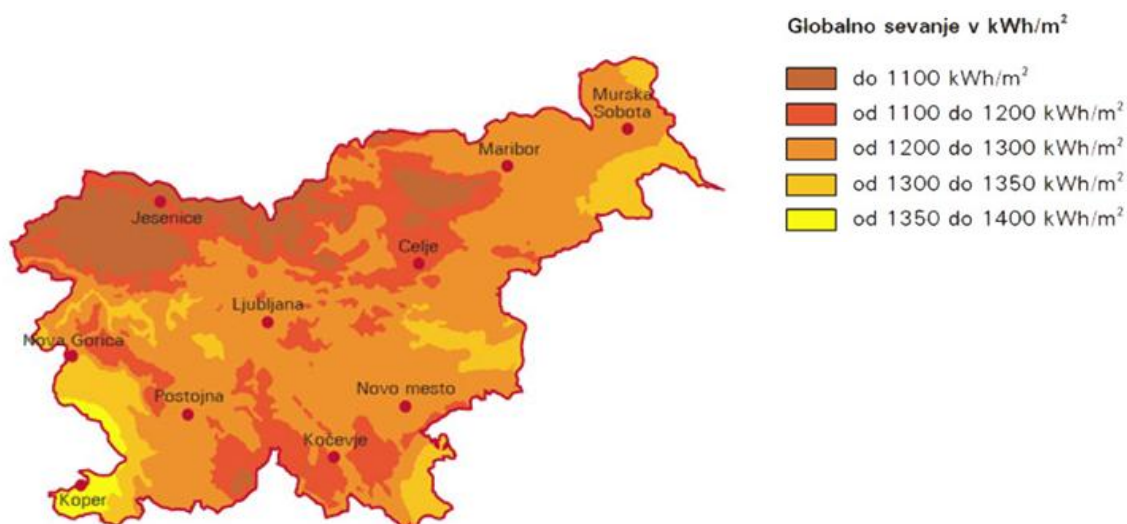 Globalno sevanje v kWh/m²
do 1100 kWh/m²
od 1100 do 1200 kWh/m²
od 1200 do 1300 kWh/m²
od 1300 do 1350 kWh/m²
od 1350 do 1400 kWh/m²
Murska
Sobota
Maribor
Jesenice
Celje
Ljubljana
Nova Gorica
Postojna
Novo mesto
Kočevje
Koper